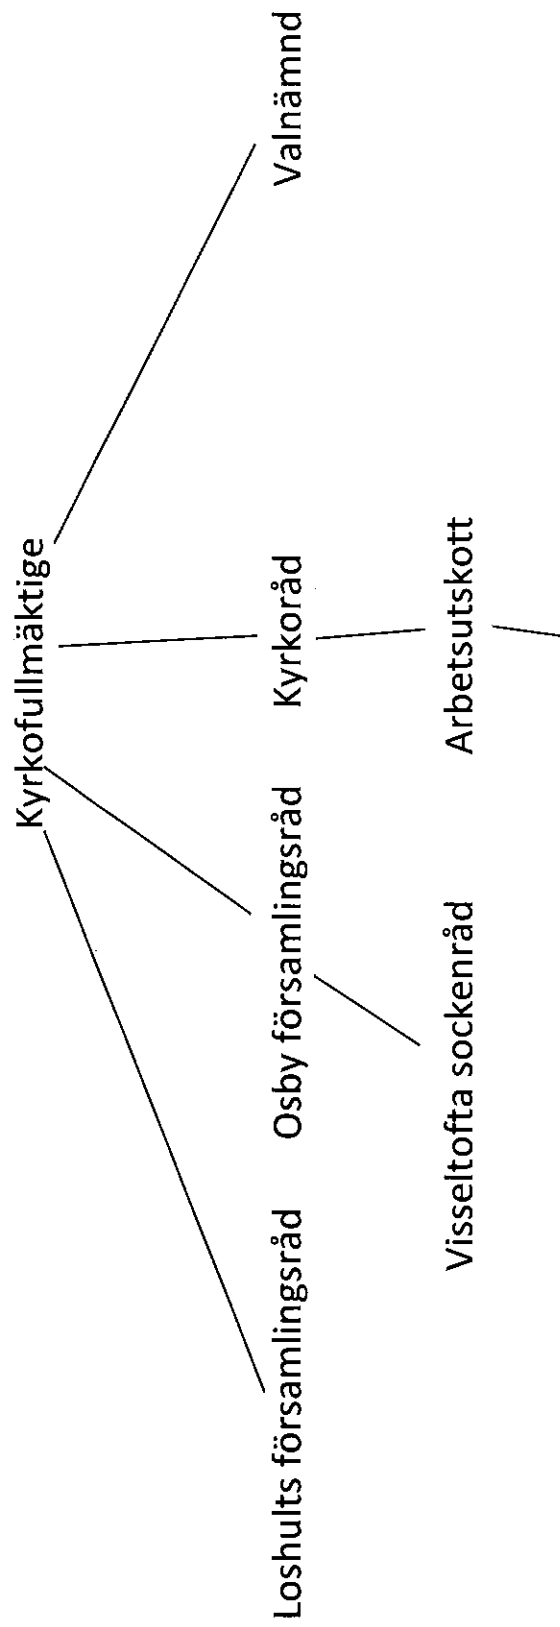 Kyrkofullmäktige
Loshults församlingsråd Osby församlingsråd Kyrkoråd Valnämnd
Visseltofta sockenråd Arbetsutskott